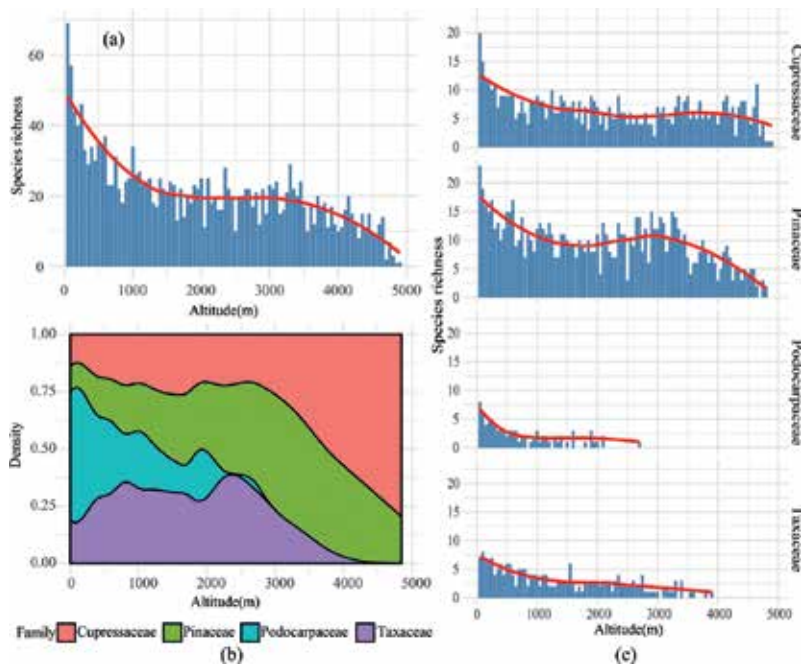 (a)
Species richness
60
40
20
0
0 1000 2000 3000 4000 5000
Altitude(m)
Density
1.00
0.75
0.50
0.25
0.00
0 1000 2000 3000 4000 5000
Altitude(m)
Family Cupressaceae Pinaceae Podocarpaceae Taxaceae
(b)
Species richness
20
15
10
5
0
Cupressaceae
20
15
10
5
0
Pinaceae
20
15
10
5
0
Podocarpaceae
20
15
10
5
0
Taxaceae
0 1000 2000 3000 4000 5000
Altitude(m)
(c)